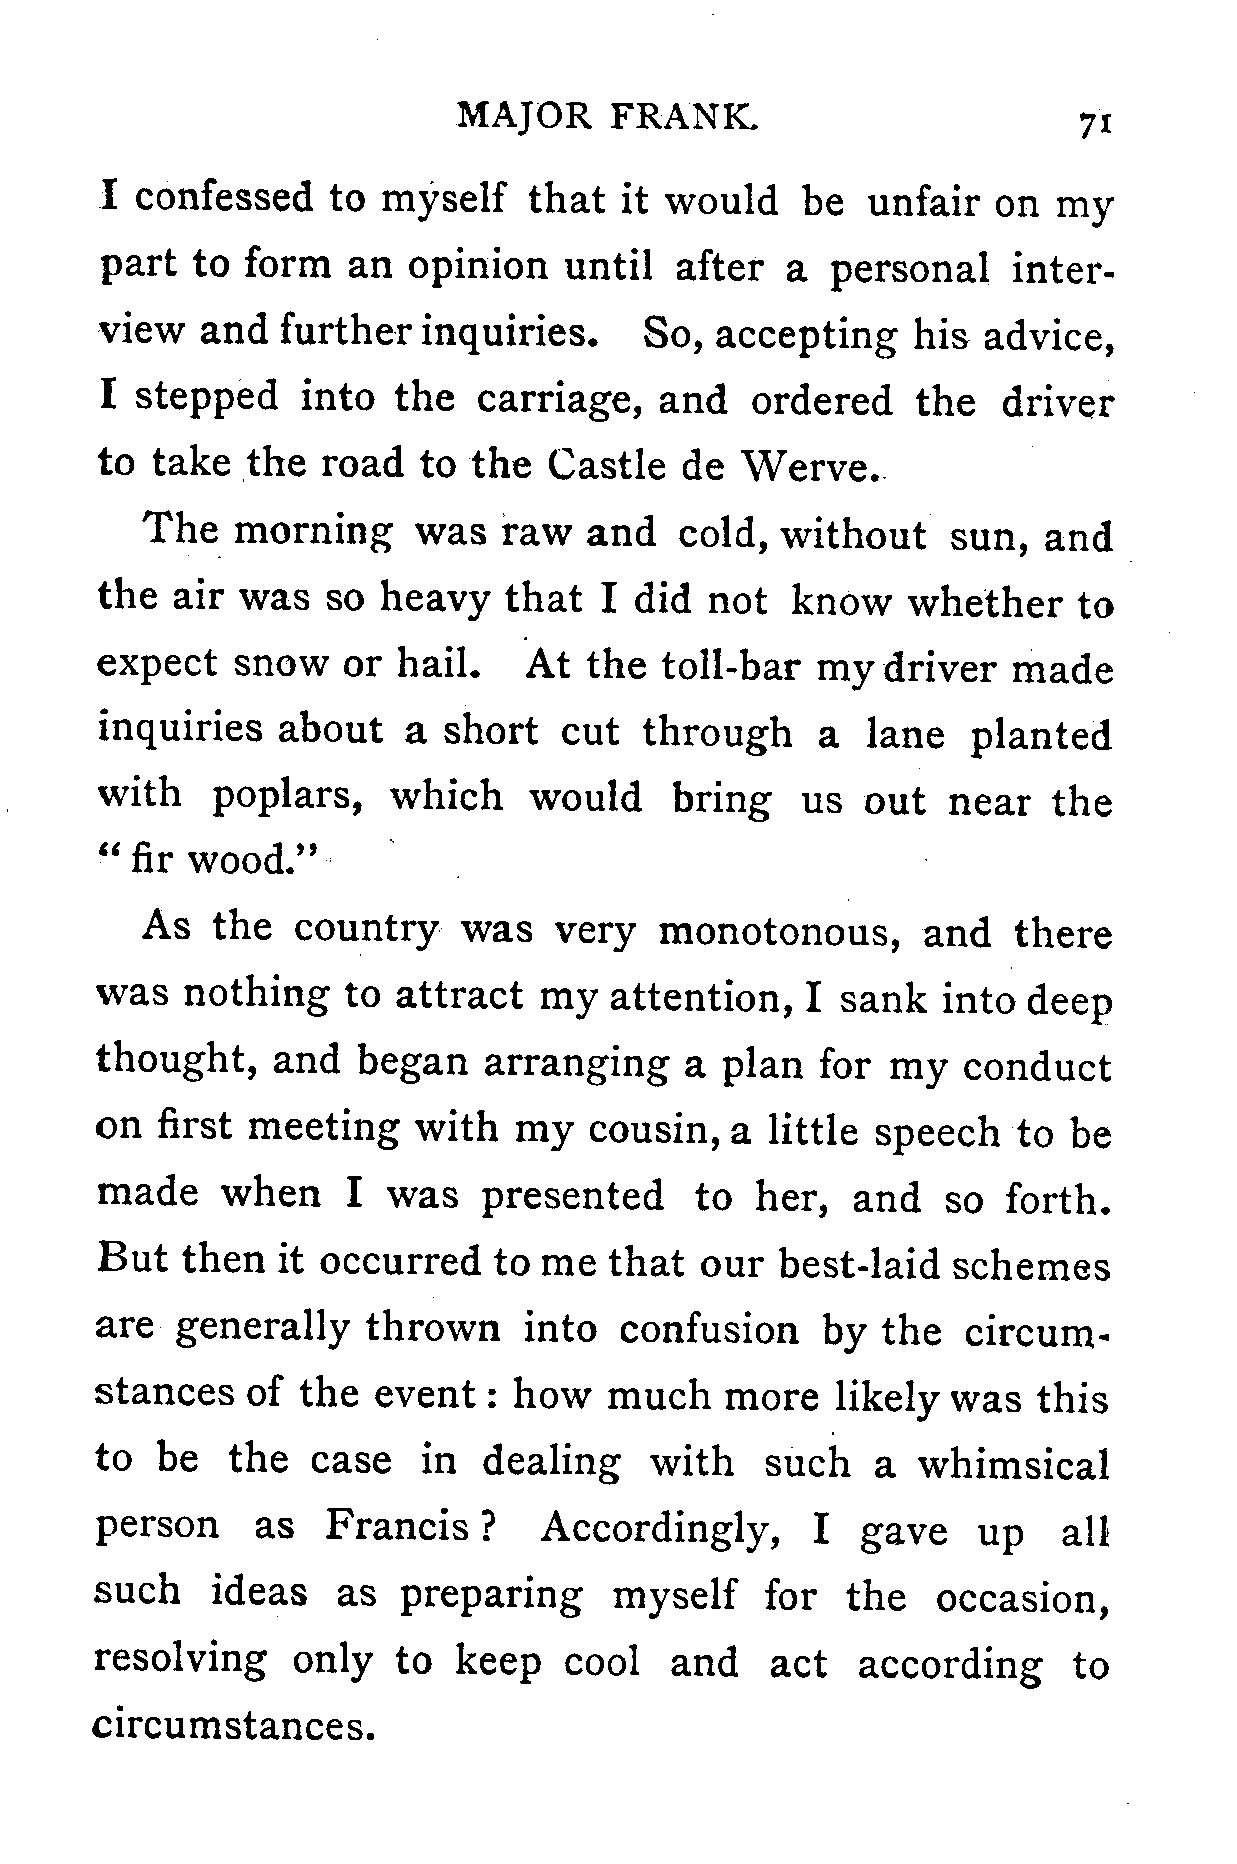 MAJOR FRANK. 71
I confessed to myself that it would be unfair on my
part to form an opinion until after a personal inter-
view and further inquiries. So, accepting his advice,
I stepped into the carriage, and ordered the driver
to take the road to the Castle de Werve.
The morning was raw and cold, without sun, and
the air was so heavy that I did not know whether to
expect snow or hail. At the toll-bar my driver made
inquiries about a short cut through a lane planted
with poplars, which would bring us out near the
“ fir wood.”
As the country was very monotonous, and there
was nothing to attract my attention, I sank into deep
thought, and began arranging a plan for my conduct
on first meeting with my cousin, a little speech to be
made when I was presented to her, and so forth.
But then it occurred to me that our best-laid schemes
are generally thrown into confusion by the circum-
stances of the event : how much more likely was this
to be the case in dealing with such a whimsical
person as Francis ? Accordingly, I gave up all
such ideas as preparing myself for the occasion,
resolving only to keep cool and act according to
circumstances.